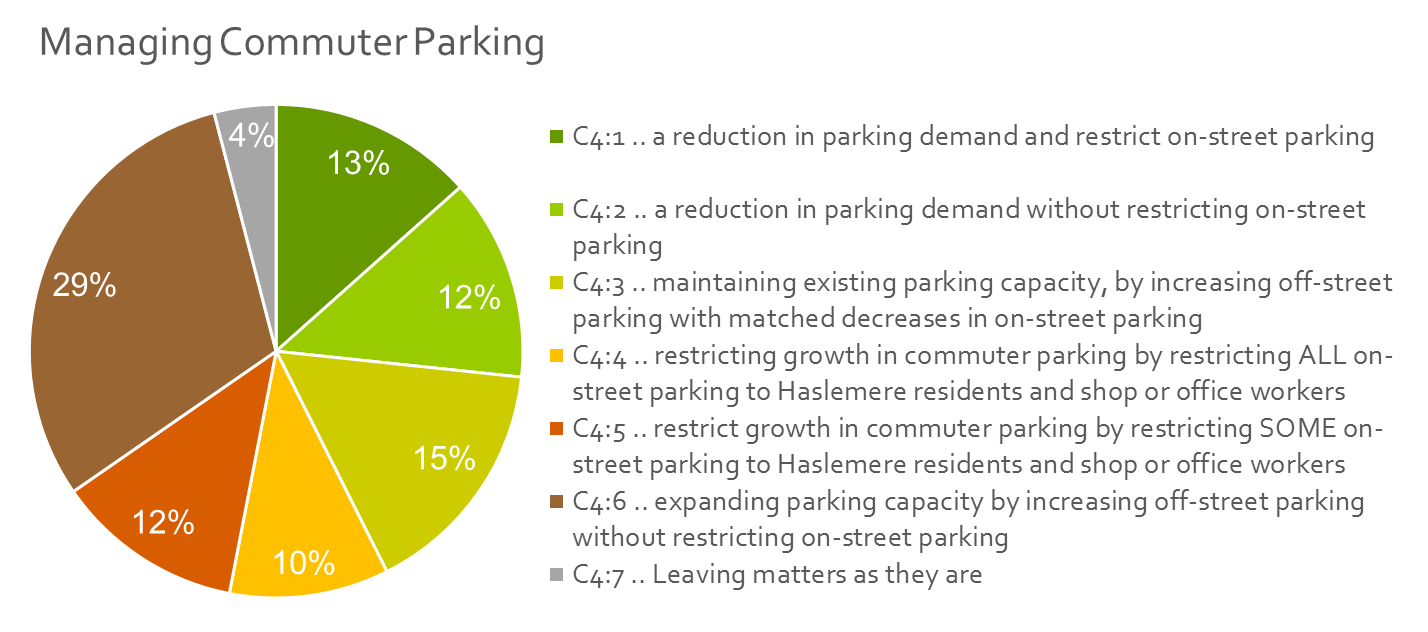 Managing Commuter Parking
4%
13%
29%
12%
15%
12%
10%
C4:1 .. a reduction in parking demand and restrict on-street parking
C4:2 .. a reduction in parking demand without restricting on-street
parking
C4:3 .. maintaining existing parking capacity, by increasing off-street
parking with matched decreases in on-street parking
C4:4 .. restricting growth in commuter parking by restricting ALL on-
street parking to Haslemere residents and shop or office workers
C4:5 .. restrict growth in commuter parking by restricting SOME on-
street parking to Haslemere residents and shop or office workers
C4:6 .. expanding parking capacity by increasing off-street parking
without restricting on-street parking
C4:7 .. Leaving matters as they are